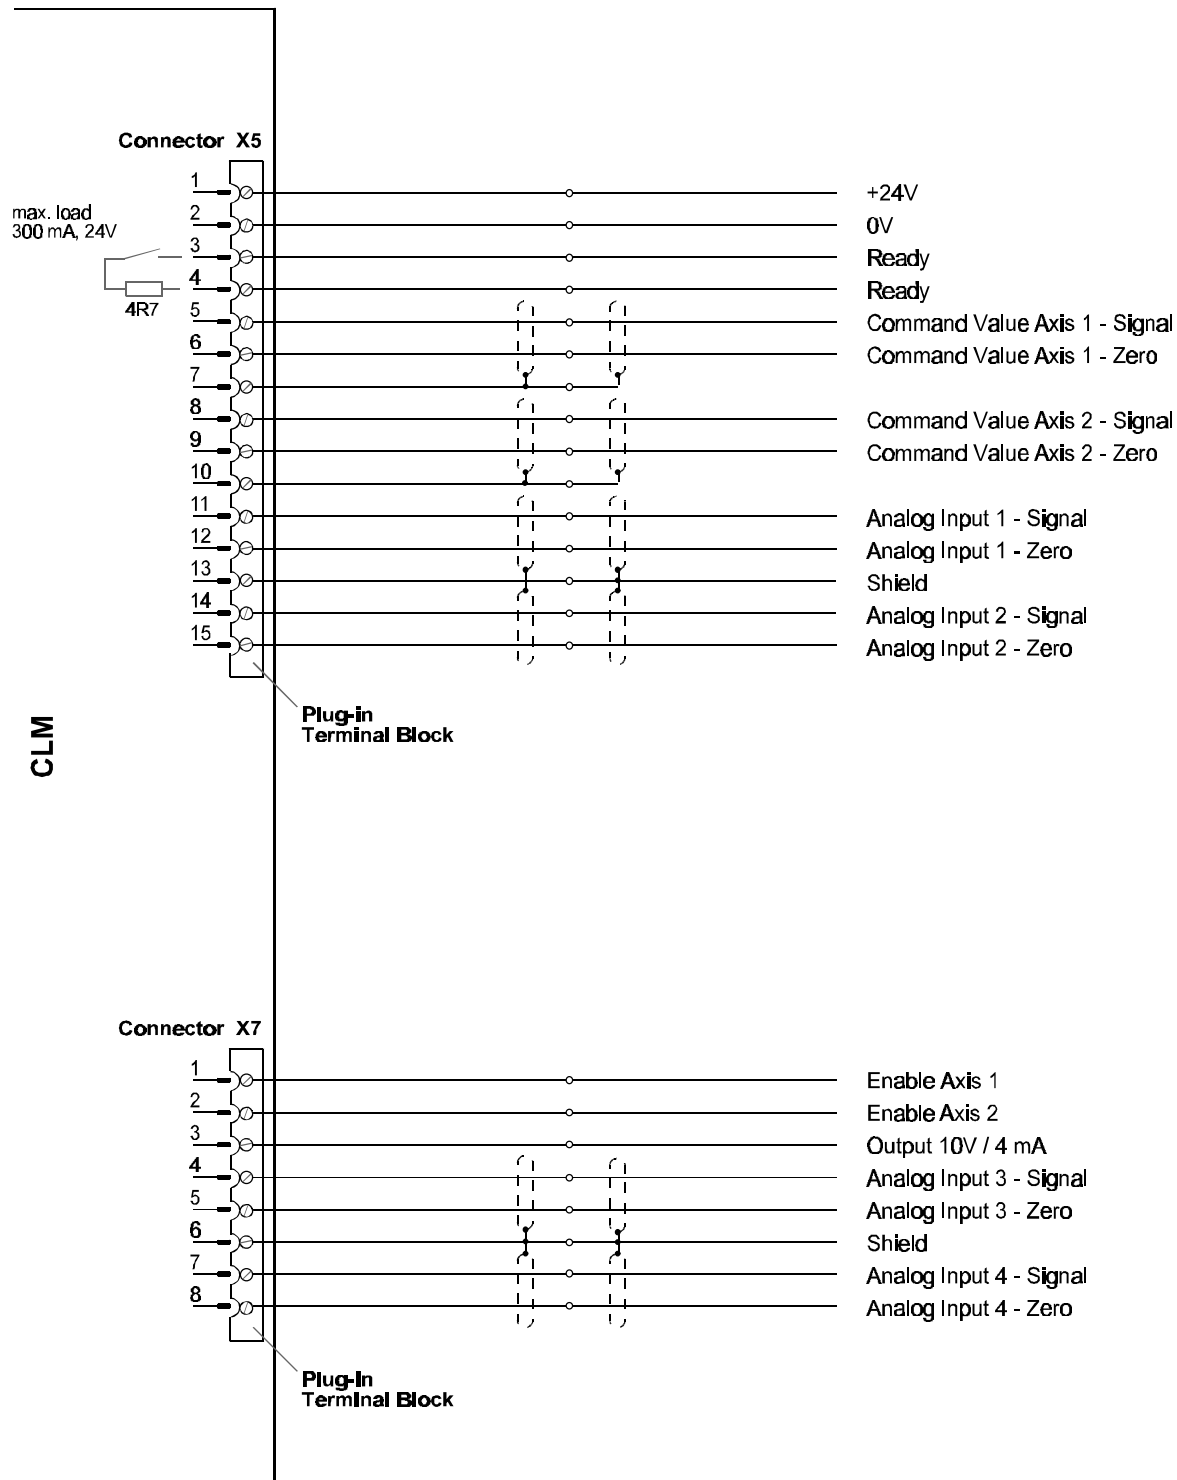 Connector X5
1 +24V
max. load
300 mA, 24V
2 0V
3 Ready
4 Ready
4R7
5 Command Value Axis 1 - Signal
6 Command Value Axis 1 - Zero
7
8 Command Value Axis 2 - Signal
9 Command Value Axis 2 - Zero
10
11 Analog Input 1 - Signal
12 Analog Input 1 - Zero
13 Shield
14 Analog Input 2 - Signal
15 Analog Input 2 - Zero
Plug-in
Terminal Block
CLM
Connector X7
1 Enable Axis 1
2 Enable Axis 2
3 Output 10V / 4 mA
4 Analog Input 3 - Signal
5 Analog Input 3 - Zero
6 Shield
7 Analog Input 4 - Signal
8 Analog Input 4 - Zero
Plug-In
Terminal Block